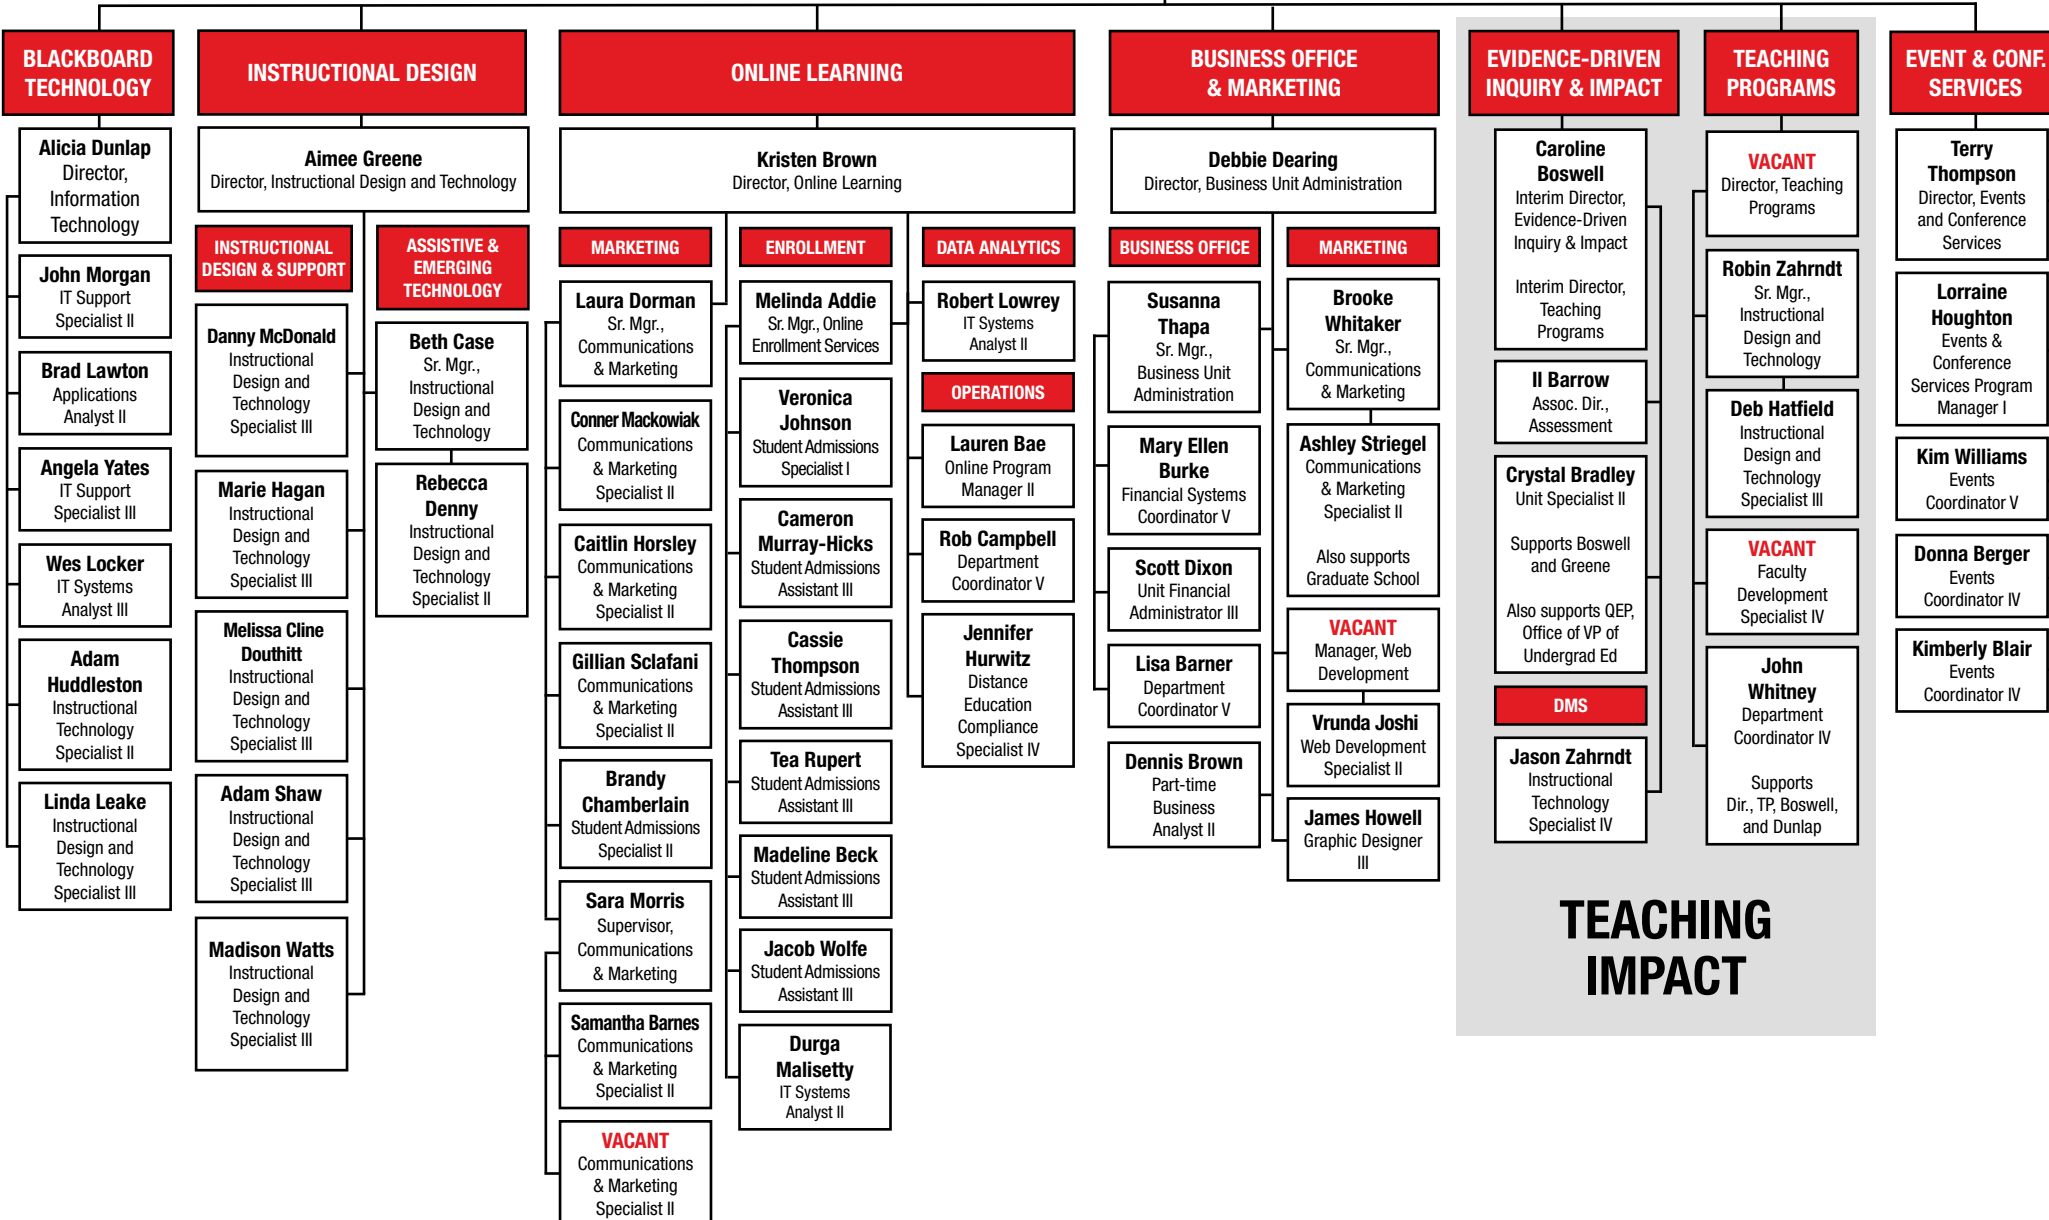 BLACKBOARD
TECHNOLOGY
Alicia Dunlap
Director,
Information
Technology
John Morgan
IT Support
Specialist II
Brad Lawton
Applications
Analyst II
Angela Yates
IT Support
Specialist III
Wes Locker
IT Systems
Analyst III
Adam
Huddleston
Instructional
Technology
Specialist II
Linda Leake
Instructional
Design and
Technology
Specialist III
INSTRUCTIONAL DESIGN
Aimee Greene
Director, Instructional Design and Technology
INSTRUCTIONAL
DESIGN & SUPPORT
Danny McDonald
Instructional
Design and
Technology
Specialist III
Marie Hagan
Instructional
Design and
Technology
Specialist III
Melissa Cline
Douthitt
Instructional
Design and
Technology
Specialist III
Adam Shaw
Instructional
Design and
Technology
Specialist III
Madison Watts
Instructional
Design and
Technology
Specialist III
ASSISTIVE &
EMERGING
TECHNOLOGY
Beth Case
Sr. Mgr.,
Instructional
Design and
Technology
Rebecca
Denny
Instructional
Design and
Technology
Specialist II
ONLINE LEARNING
Kristen Brown
Director, Online Learning
MARKETING
Laura Dorman
Sr. Mgr.,
Communications
& Marketing
Conner Mackowiak
Communications
& Marketing
Specialist II
Caitlin Horsley
Communications
& Marketing
Specialist II
Gillian Sclafani
Communications
& Marketing
Specialist II
Brandy
Chamberlain
Student Admissions
Specialist II
Sara Morris
Supervisor,
Communications
& Marketing
Samantha Barnes
Communications
& Marketing
Specialist II
VACANT
Communications
& Marketing
Specialist II
ENROLLMENT
Melinda Addie
Sr. Mgr., Online
Enrollment Services
Veronica
Johnson
Student Admissions
Specialist I
Cameron
Murray-Hicks
Student Admissions
Assistant III
Cassie
Thompson
Student Admissions
Assistant III
Tea Rupert
Student Admissions
Assistant III
Madeline Beck
Student Admissions
Assistant III
Jacob Wolfe
Student Admissions
Assistant III
Durga
Malisetty
IT Systems
Analyst II
DATA ANALYTICS
Robert Lowrey
IT Systems
Analyst II
OPERATIONS
Lauren Bae
Online Program
Manager II
Rob Campbell
Department
Coordinator V
Jennifer
Hurwitz
Distance
Education
Compliance
Specialist IV
BUSINESS OFFICE
& MARKETING
Debbie Dearing
Director, Business Unit Administration
BUSINESS OFFICE
Susanna
Thapa
Sr. Mgr.,
Business Unit
Administration
Mary Ellen
Burke
Financial Systems
Coordinator V
Scott Dixon
Unit Financial
Administrator III
Lisa Barner
Department
Coordinator V
Dennis Brown
Part-time
Business
Analyst II
MARKETING
Brooke
Whitaker
Sr. Mgr.,
Communications
& Marketing
Ashley Striegel
Communications
& Marketing
Specialist II
Also supports
Graduate School
VACANT
Manager, Web
Development
Vrunda Joshi
Web Development
Specialist II
James Howell
Graphic Designer
III
EVIDENCE-DRIVEN
INQUIRY & IMPACT
Caroline
Boswell
Interim Director,
Evidence-Driven
Inquiry & Impact
Interim Director,
Teaching
Programs
Il Barrow
Assoc. Dir.,
Assessment
Crystal Bradley
Unit Specialist II
Supports Boswell
and Greene
Also supports QEP,
Office of VP of
Undergrad Ed
DMS
Jason Zahrndt
Instructional
Technology
Specialist IV
TEACHING
PROGRAMS
VACANT
Director, Teaching
Programs
Robin Zahrndt
Sr. Mgr.,
Instructional
Design and
Technology
Deb Hatfield
Instructional
Design and
Technology
Specialist III
VACANT
Faculty
Development
Specialist IV
John
Whitney
Department
Coordinator IV
Supports
Dir., TP, Boswell,
and Dunlap
TEACHING
IMPACT
EVENT & CONF.
SERVICES
Terry
Thompson
Director, Events
and Conference
Services
Lorraine
Houghton
Events &
Conference
Services Program
Manager I
Kim Williams
Events
Coordinator V
Donna Berger
Events
Coordinator IV
Kimberly Blair
Events
Coordinator IV